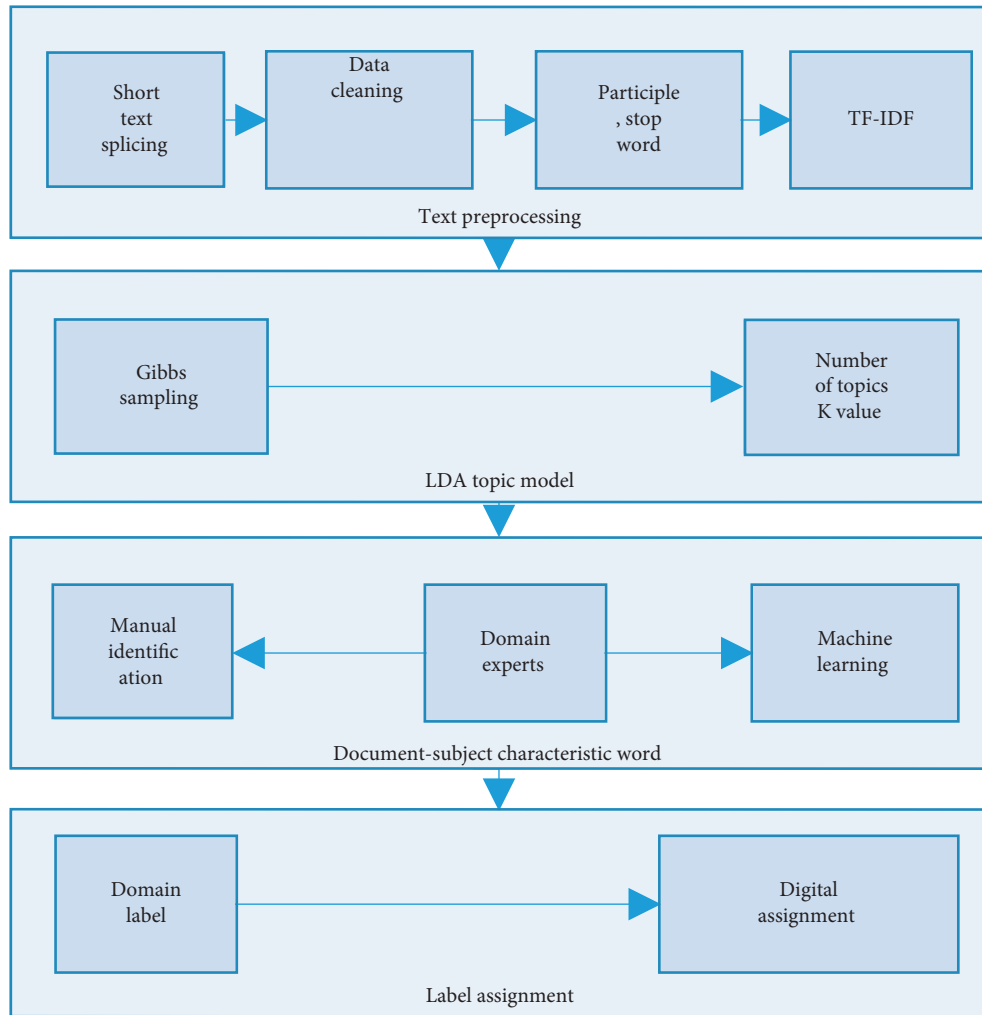 Short
text
splicing
Data
cleaning
Participle
, stop
word
TF-IDF
Text preprocessing
Gibbs
sampling
Number
of topics
K value
LDA topic model
Manual
identific
ation
Domain
experts
Machine
learning
Document-subject characteristic word
Domain
label
Digital
assignment
Label assignment